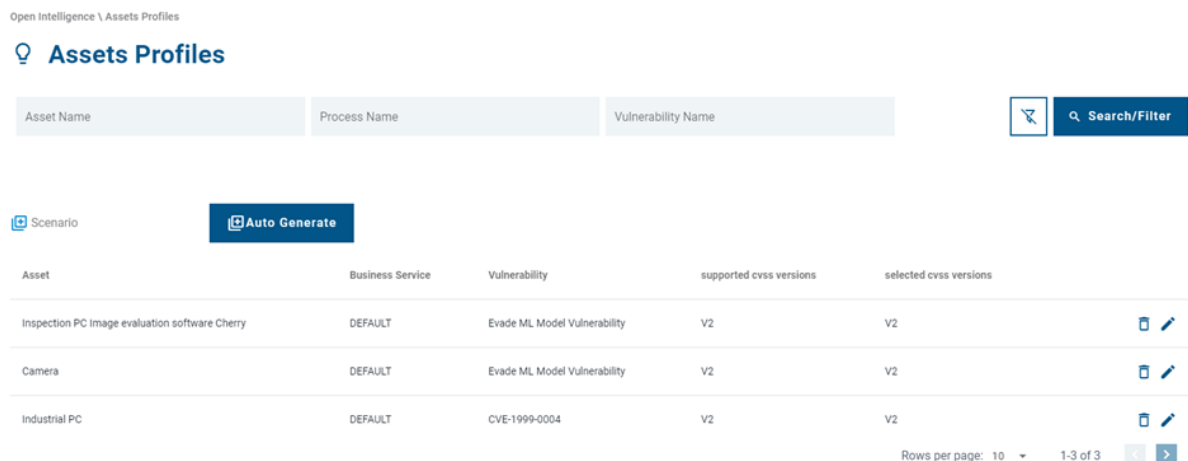 Open Intelligence \ Assets Profiles
Assets Profiles
Asset Name Process Name Vulnerability Name Search/Filter
Scenario Auto Generate
Asset Business Service Vulnerability supported cvss versions selected cvss versions
Inspection PC Image evaluation software Cherry DEFAULT Evade ML Model Vulnerability V2 V2
Camera DEFAULT Evade ML Model Vulnerability V2 V2
Industrial PC DEFAULT CVE-1999-0004 V2 V2
Rows per page: 10 1-3 of 3